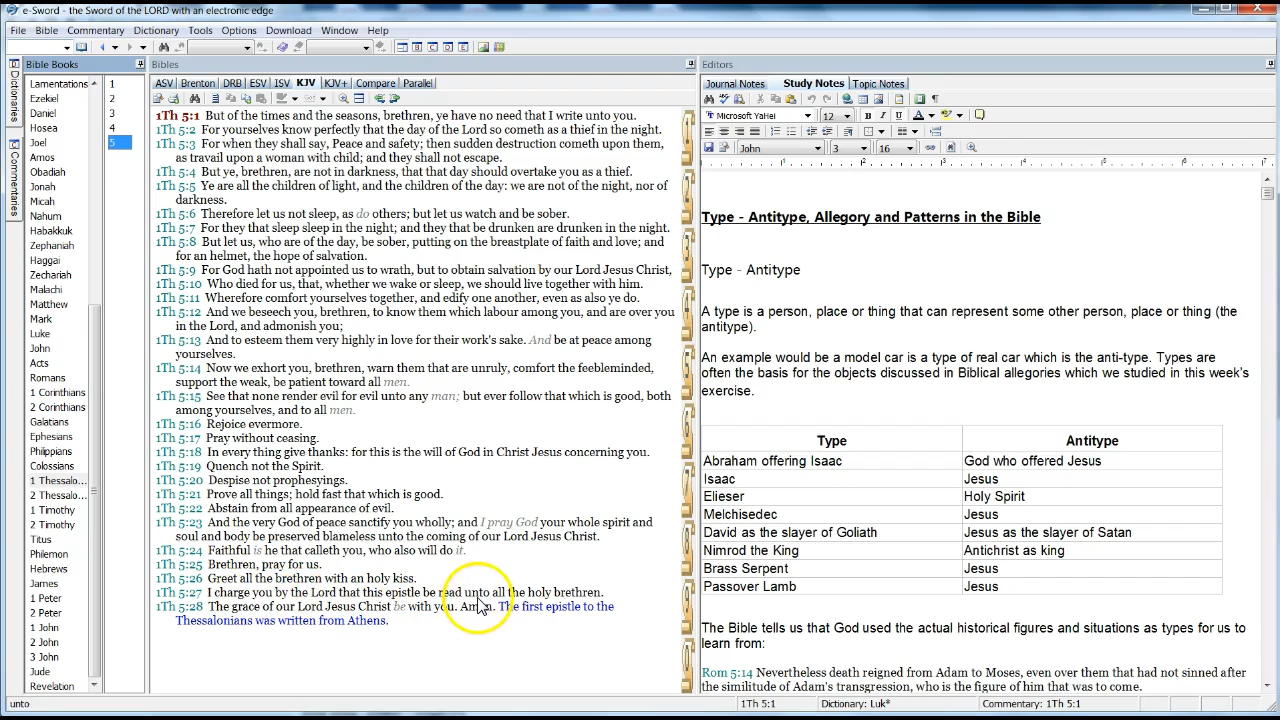 e-Sword - the Sword of the LORD with an electronic edge
File Bible Commentary Dictionary Tools Options Download Window Help
Bible Books
Bibles
Editors
Dictionaries
Commentaries
Lamentations
Ezekiel
Daniel
Hosea
Joel
Amos
Obadiah
Jonah
Micah
Nahum
Habakkuk
Zephaniah
Haggai
Zechariah
Malachi
Matthew
Mark
Luke
John
Acts
Romans
1 Corinthians
2 Corinthians
Galatians
Ephesians
Philippians
Colossians
1 Thessalo...
2 Thessalo...
1 Timothy
2 Timothy
Titus
Philemon
Hebrews
James
1 Peter
2 Peter
1 John
2 John
3 John
Jude
Revelation
1
2
3
4
5
ASV Brenton DRB ESV ISV KJV KJV+ Compare Parallel
1Th 5:1 But of the times and the seasons, brethren, ye have no need that I write unto you.
1Th 5:2 For yourselves know perfectly that the day of the Lord so cometh as a thief in the night.
1Th 5:3 For when they shall say, Peace and safety; then sudden destruction cometh upon them,
as travail upon a woman with child; and they shall not escape.
1Th 5:4 But ye, brethren, are not in darkness, that that day should overtake you as a thief.
1Th 5:5 Ye are all the children of light, and the children of the day: we are not of the night, nor of
darkness.
1Th 5:6 Therefore let us not sleep, as do others; but let us watch and be sober.
1Th 5:7 For they that sleep sleep in the night; and they that be drunken are drunken in the night.
1Th 5:8 But let us, who are of the day, be sober, putting on the breastplate of faith and love; and
for an helmet, the hope of salvation.
1Th 5:9 For God hath not appointed us to wrath, but to obtain salvation by our Lord Jesus Christ,
1Th 5:10 Who died for us, that, whether we wake or sleep, we should live together with him.
1Th 5:11 Wherefore comfort yourselves together, and edify one another, even as also ye do.
1Th 5:12 And we beseech you, brethren, to know them which labour among you, and are over you
in the Lord, and admonish you;
1Th 5:13 And to esteem them very highly in love for their work's sake. And be at peace among
yourselves.
1Th 5:14 Now we exhort you, brethren, warn them that are unruly, comfort the feebleminded,
support the weak, be patient toward all men.
1Th 5:15 See that none render evil for evil unto any man; but ever follow that which is good, both
among yourselves, and to all men.
1Th 5:16 Rejoice evermore.
1Th 5:17 Pray without ceasing.
1Th 5:18 In every thing give thanks: for this is the will of God in Christ Jesus concerning you.
1Th 5:19 Quench not the Spirit.
1Th 5:20 Despise not prophesyings.
1Th 5:21 Prove all things; hold fast that which is good.
1Th 5:22 Abstain from all appearance of evil.
1Th 5:23 And the very God of peace sanctify you wholly; and I pray God your whole spirit and
soul and body be preserved blameless unto the coming of our Lord Jesus Christ.
1Th 5:24 Faithful is he that calleth you, who also will do it.
1Th 5:25 Brethren, pray for us.
1Th 5:26 Greet all the brethren with an holy kiss.
1Th 5:27 I charge you by the Lord that this epistle be read unto all the holy brethren.
1Th 5:28 The grace of our Lord Jesus Christ be with you. Amen. The first epistle to the
Thessalonians was written from Athens.
Journal Notes Study Notes Topic Notes
Microsoft YaHei 12 B I U A
John 3 16
1 2 3 4 5 6 7
Type - Antitype, Allegory and Patterns in the Bible
Type - Antitype
A type is a person, place or thing that can represent some other person, place or thing (the
antitype).
An example would be a model car is a type of real car which is the anti-type. Types are
often the basis for the objects discussed in Biblical allegories which we studied in this week's
exercise.
Type Antitype
Abraham offering Isaac God who offered Jesus
Isaac Jesus
Elieser Holy Spirit
Melchisedec Jesus
David as the slayer of Goliath Jesus as the slayer of Satan
Nimrod the King Antichrist as king
Brass Serpent Jesus
Passover Lamb Jesus
The Bible tells us that God used the actual historical figures and situations as types for us to
learn from:
Rom 5:14 Nevertheless death reigned from Adam to Moses, even over them that had not sinned after
the similitude of Adam's transgression, who is the figure of him that was to come.
unto
1Th 5:1 Dictionary: Luk* Commentary: 1Th 5:1